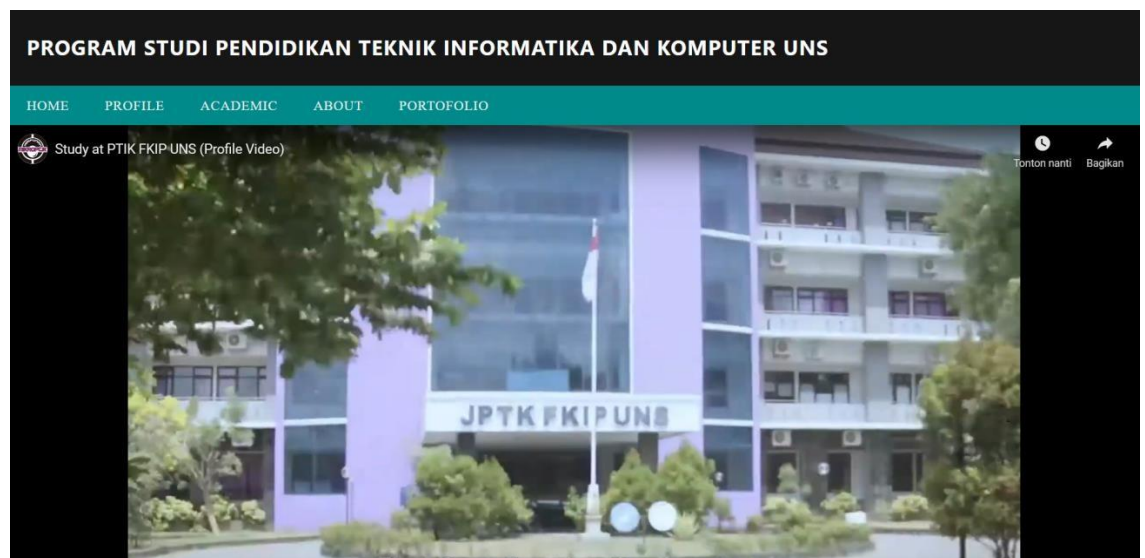 PROGRAM STUDI PENDIDIKAN TEKNIK INFORMATIKA DAN KOMPUTER UNS
HOME PROFILE ACADEMIC ABOUT PORTOFOLIO
Study at PTIK FKIP UNS (Profile Video)
Tonton nanti Bagikan
JPTK FKIP UNS